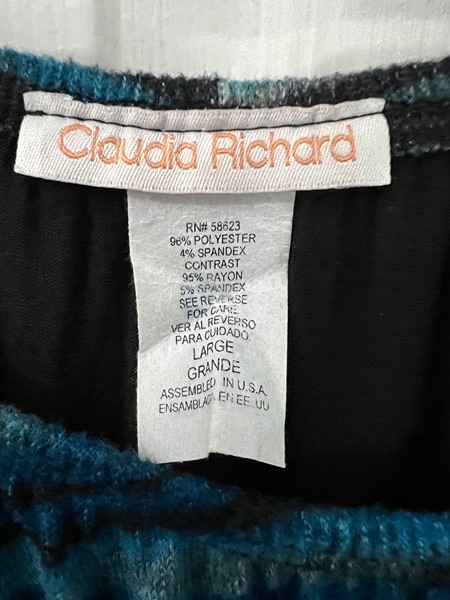 Claudia Richard
RN# 58623
96% POLYESTER
4% SPANDEX
CONTRAST
95% RAYON
5% SPANDEX
SEE REVERSE
FOR CARE.
VER AL REVERSO
PARA CUIDADO.
LARGE
GRANDE
ASSEMBLED IN U.S.A.
ENSAMBLADO EN EE UU